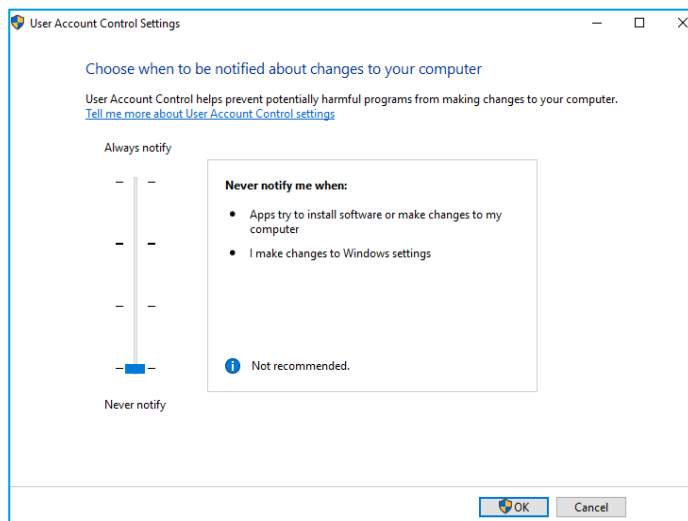 User Account Control Settings
Choose when to be notified about changes to your computer
User Account Control helps prevent potentially harmful programs from making changes to your computer.
Tell me more about User Account Control settings
Always notify
Never notify me when:
Apps try to install software or make changes to my
computer
I make changes to Windows settings
Not recommended.
Never notify
OK
Cancel